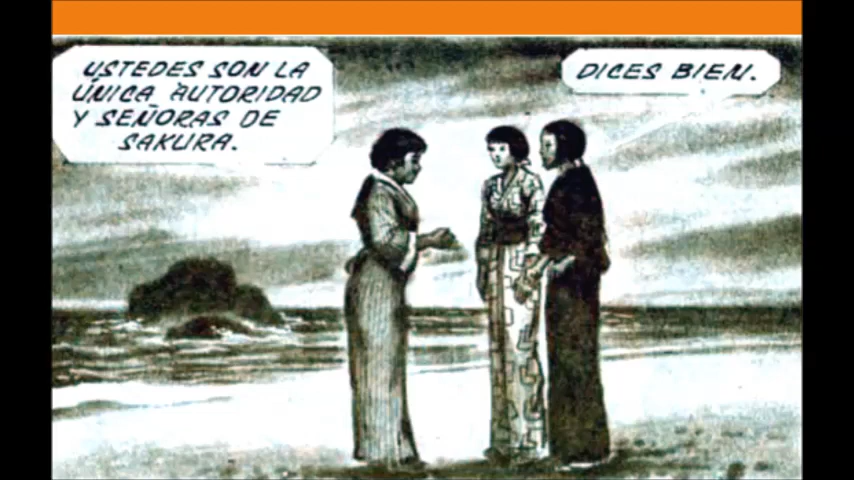 USTEDES SON LA
ÚNICA AUTORIDAD
Y SEÑORAS DE
SAKURA.
DICES BIEN.